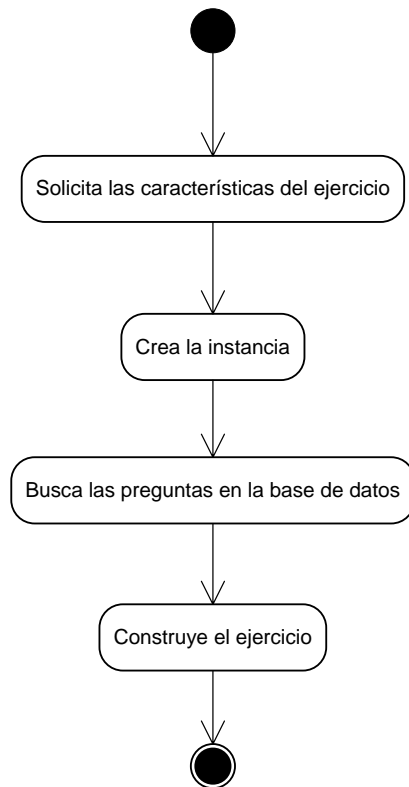 Solicita las características del ejercicio
Crea la instancia
Busca las preguntas en la base de datos
Construye el ejercicio